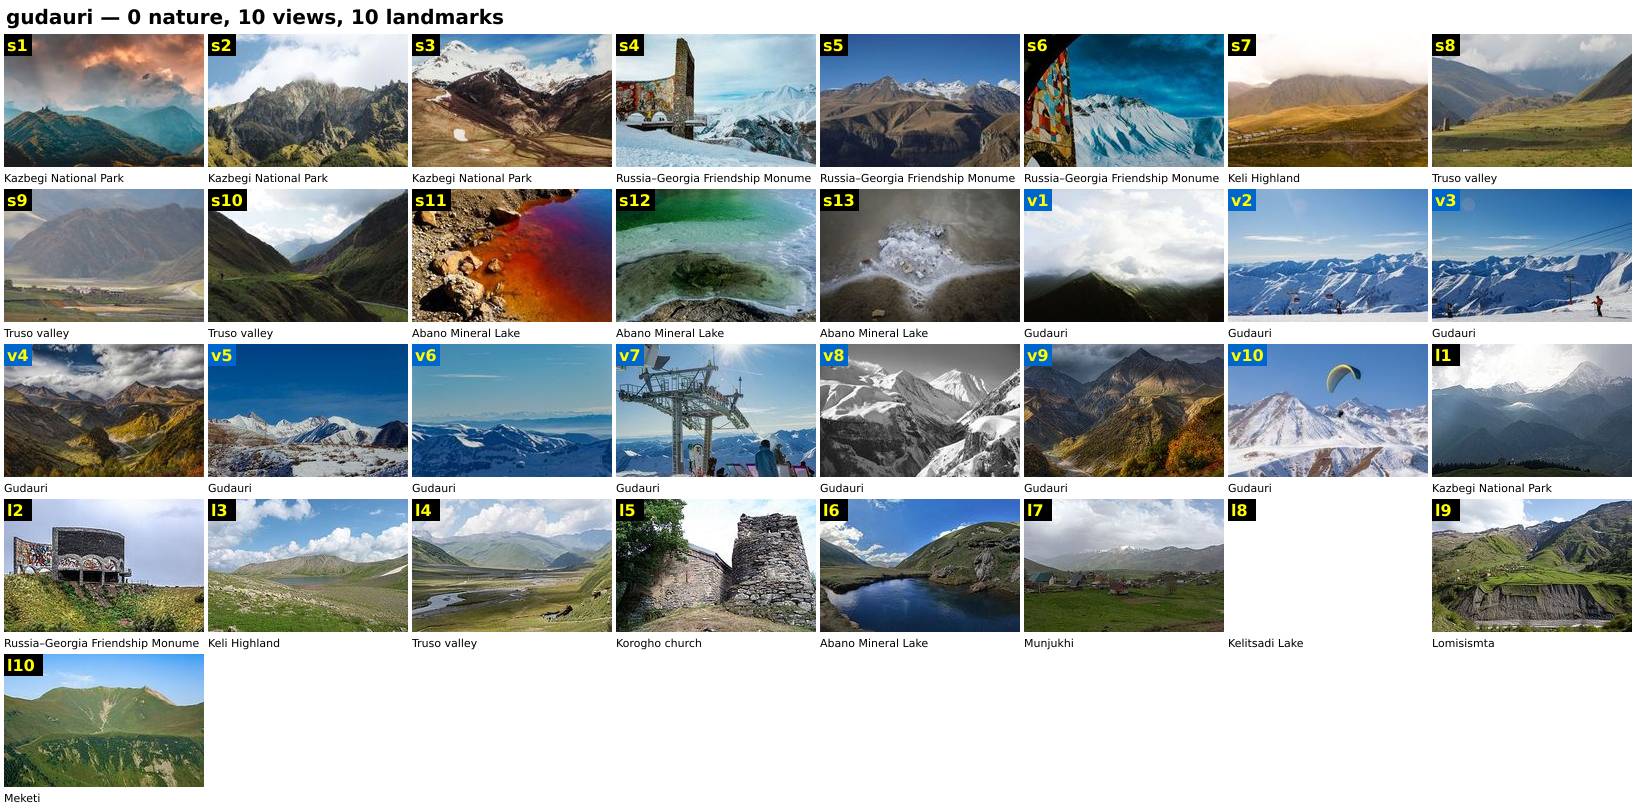 gudauri — 0 nature, 10 views, 10 landmarks
s1 s2 s3 s4 s5 s6 s7 s8
Kazbegi National Park Kazbegi National Park Kazbegi National Park Russia–Georgia Friendship Monume Russia–Georgia Friendship Monume Russia–Georgia Friendship Monume Keli Highland Truso valley
s9 s10 s11 s12 s13 v1 v2 v3
Truso valley Truso valley Abano Mineral Lake Abano Mineral Lake Abano Mineral Lake Gudauri Gudauri Gudauri
v4 v5 v6 v7 v8 v9 v10 l1
Gudauri Gudauri Gudauri Gudauri Gudauri Gudauri Gudauri Kazbegi National Park
l2 l3 l4 l5 l6 l7 l8 l9
Russia–Georgia Friendship Monume Keli Highland Truso valley Korogho church Abano Mineral Lake Munjukhi Kelitsadi Lake Lomisismta
l10
Meketi